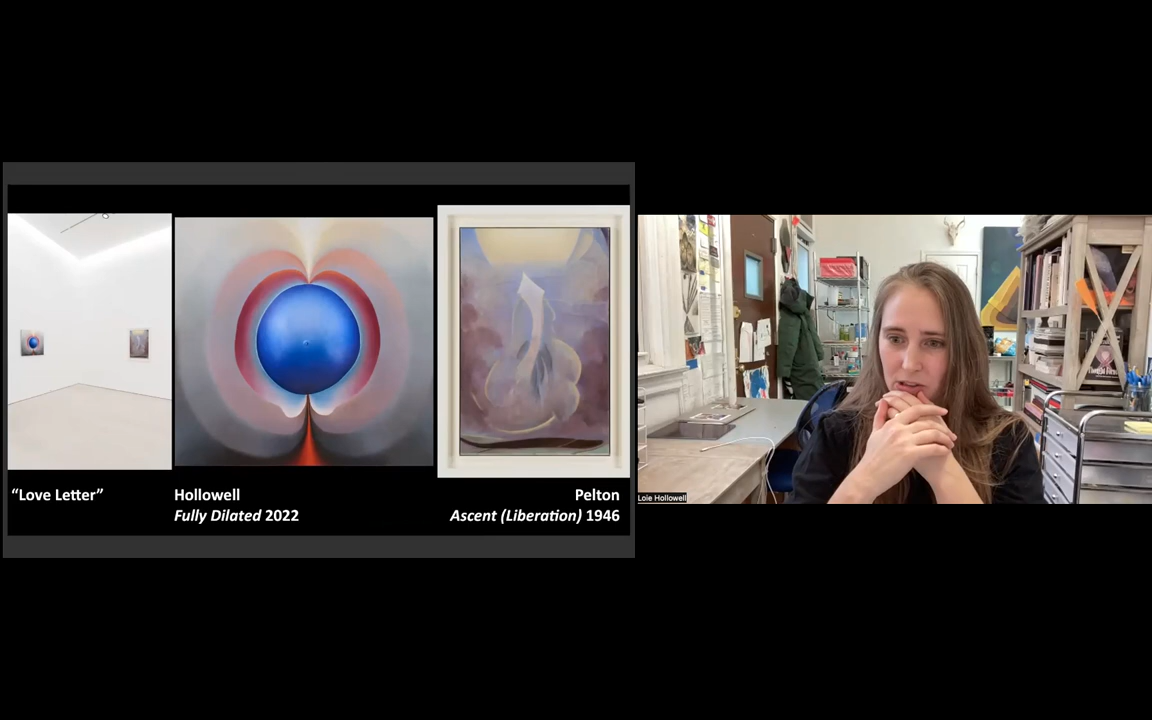 “Love Letter”
Hollowell
Fully Dilated 2022
Pelton
Ascent (Liberation) 1946
Loie Hollowell